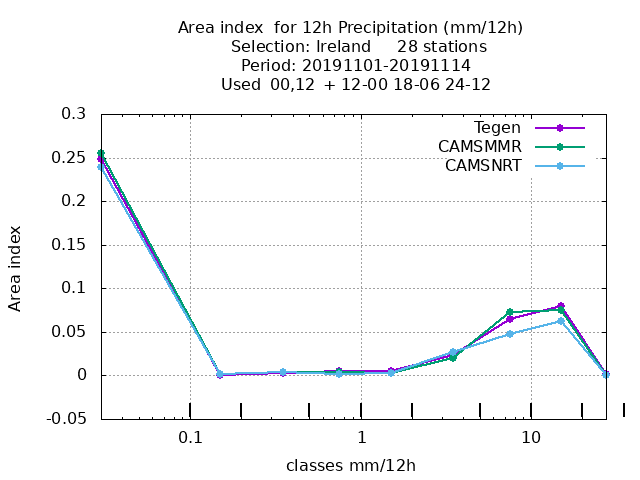 Area index  for 12h Precipitation (mm/12h)
Selection: Ireland     28 stations
Period: 20191101-20191114
Used  00,12  + 12-00 18-06 24-12
Tegen
CAMSMMR
CAMSNRT
0.3
0.25
0.2
0.15
0.1
0.05
0
-0.05
Area index
0.1 1 10
classes mm/12h